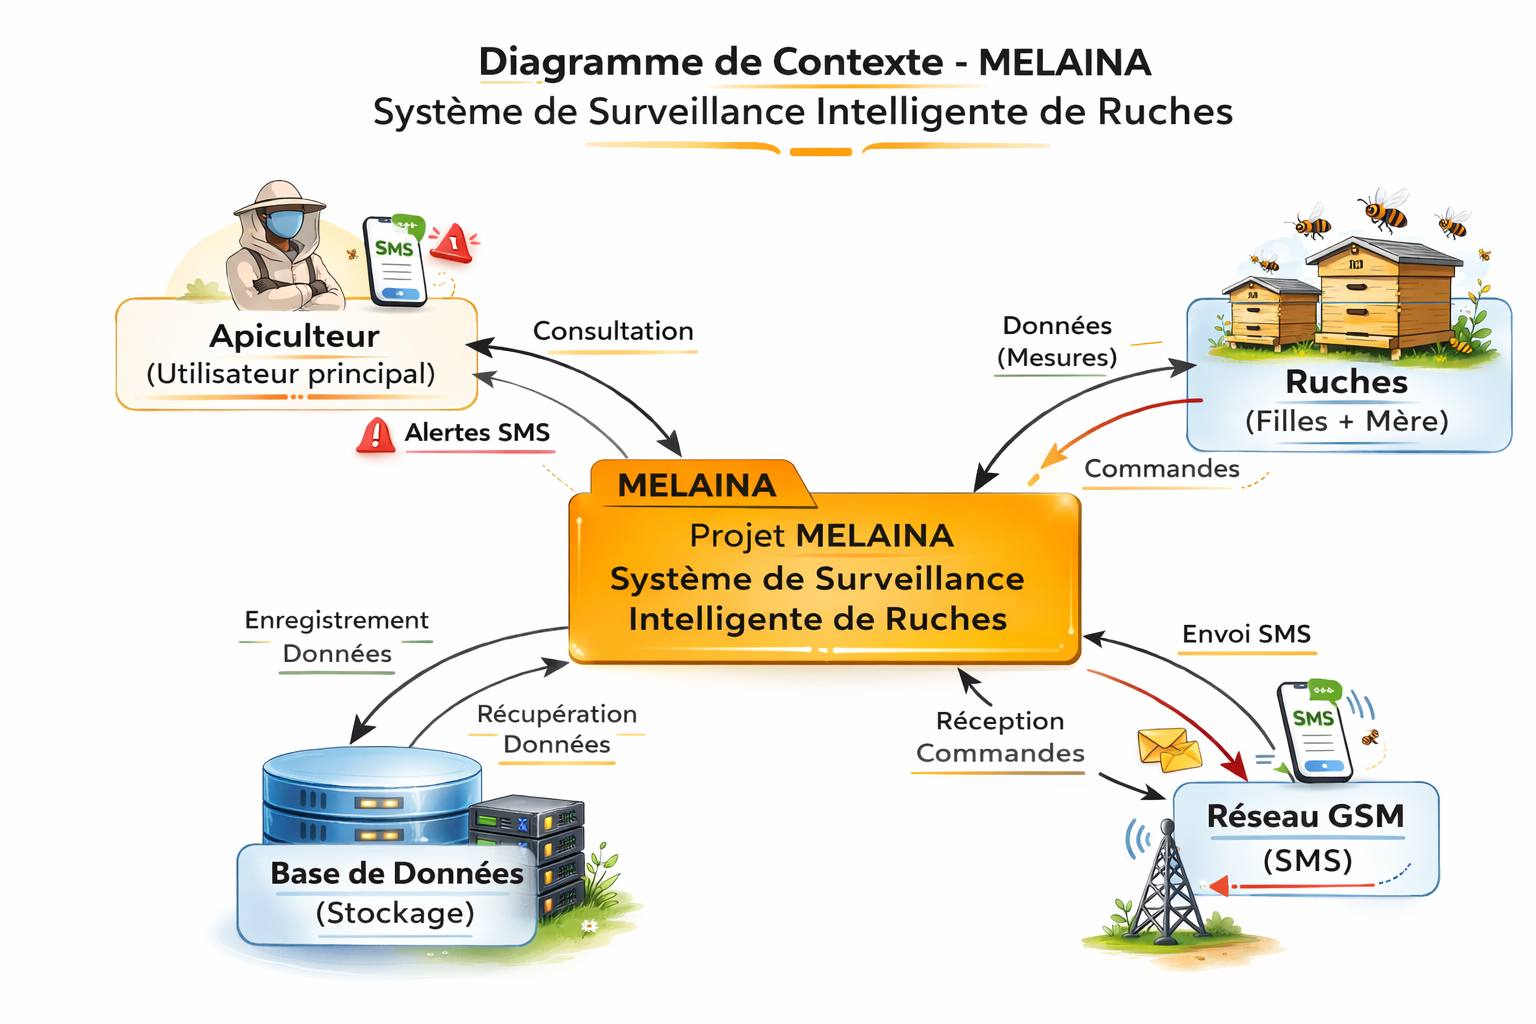 Diagramme de Contexte - MELAINA
Système de Surveillance Intelligente de Ruches
SMS
Apiculteur
(Utilisateur principal)
Consultation
Alertes SMS
Données
(Mesures)
Ruches
(Filles + Mère)
Commandes
MELAINA
Projet MELAINA
Système de Surveillance
Intelligente de Ruches
Enregistrement
Données
Récupération
Données
Envoi SMS
Réception
Commandes
SMS
Réseau GSM
(SMS)
Base de Données
(Stockage)